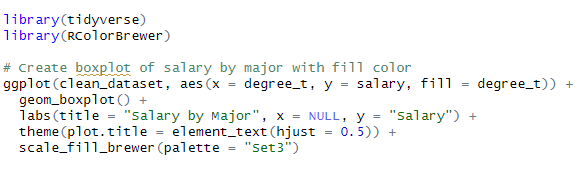 library(tidyverse)
library(RColorBrewer)
# Create boxplot of salary by major with fill color
ggplot(clean_dataset, aes(x = degree_t, y = salary, fill = degree_t)) +
  geom_boxplot() +
  labs(title = "Salary by Major", x = NULL, y = "Salary") +
  theme(plot.title = element_text(hjust = 0.5)) +
  scale_fill_brewer(palette = "Set3")